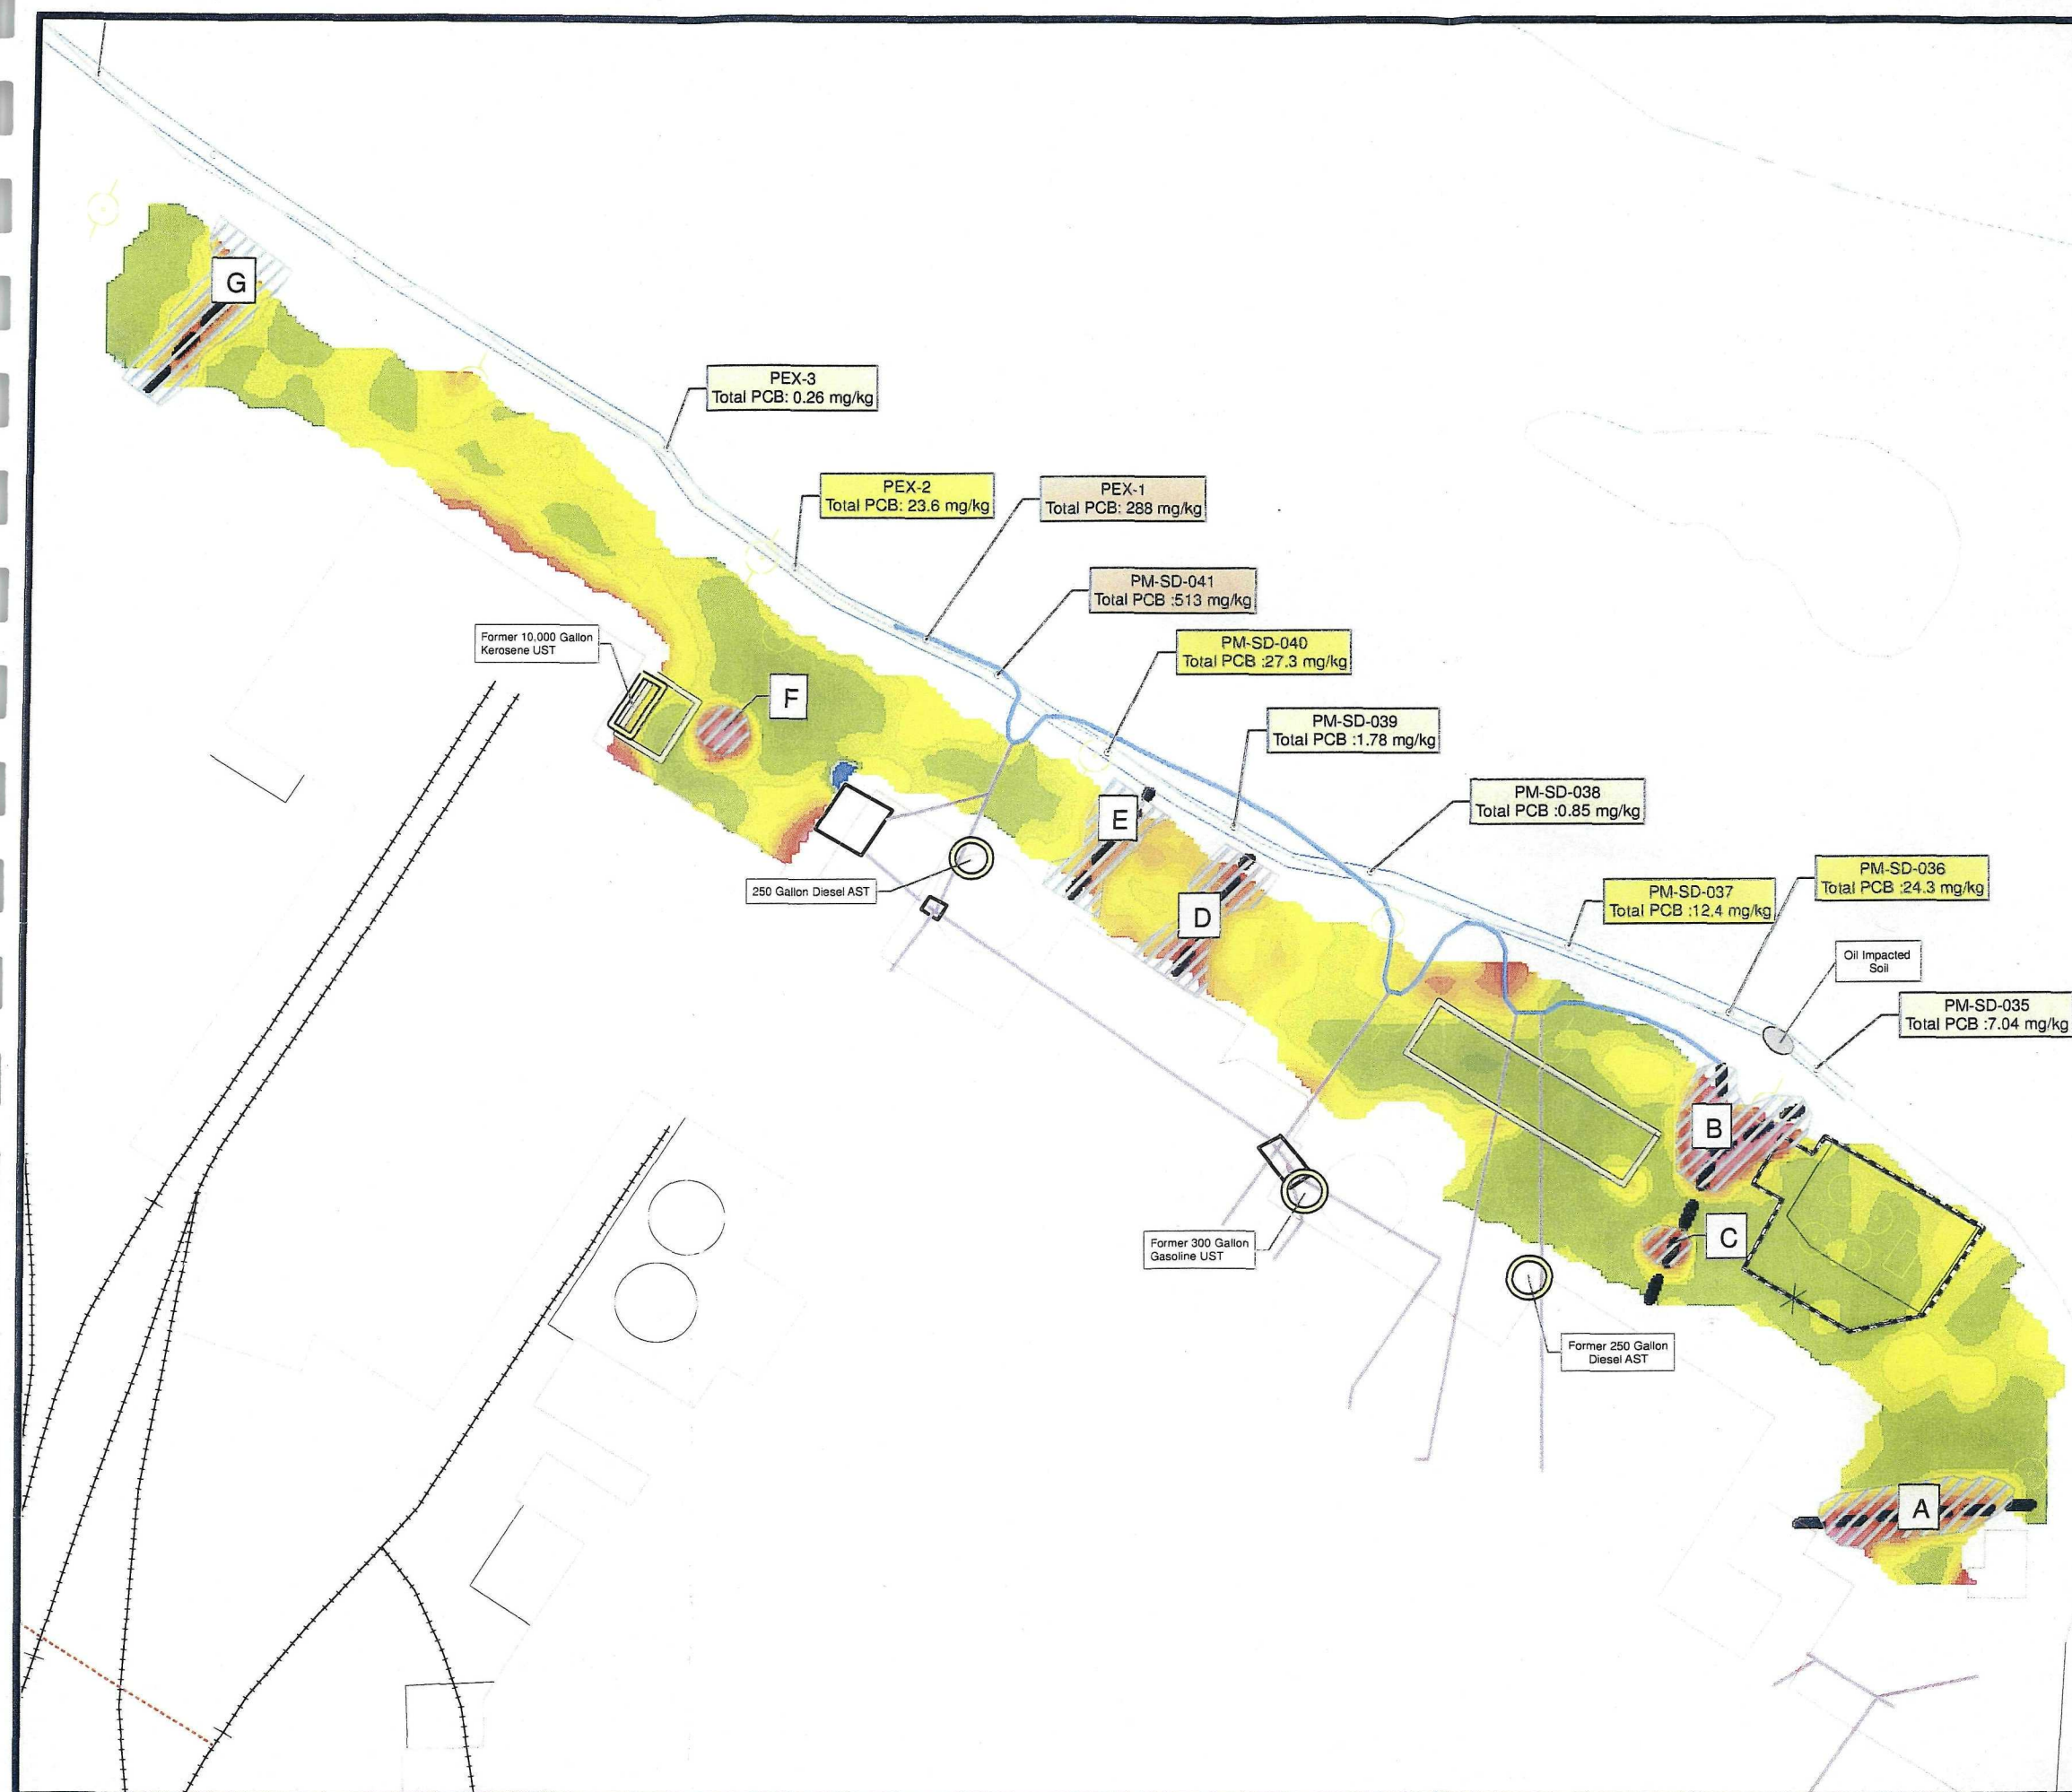 G
PEX-3
Total PCB: 0.26 mg/kg
PEX-2
Total PCB: 23.6 mg/kg
PEX-1
Total PCB: 288 mg/kg
PM-SD-041
Total PCB :513 mg/kg
Former 10,000 Gallon
Kerosene UST
PM-SD-040
Total PCB :27.3 mg/kg
F
PM-SD-039
Total PCB :1.78 mg/kg
PM-SD-038
Total PCB :0.85 mg/kg
E
250 Gallon Diesel AST
D
PM-SD-037
Total PCB :12.4 mg/kg
PM-SD-036
Total PCB :24.3 mg/kg
Oil Impacted
Soil
PM-SD-035
Total PCB :7.04 mg/kg
B
C
Former 300 Gallon
Gasoline UST
Former 250 Gallon
Diesel AST
A